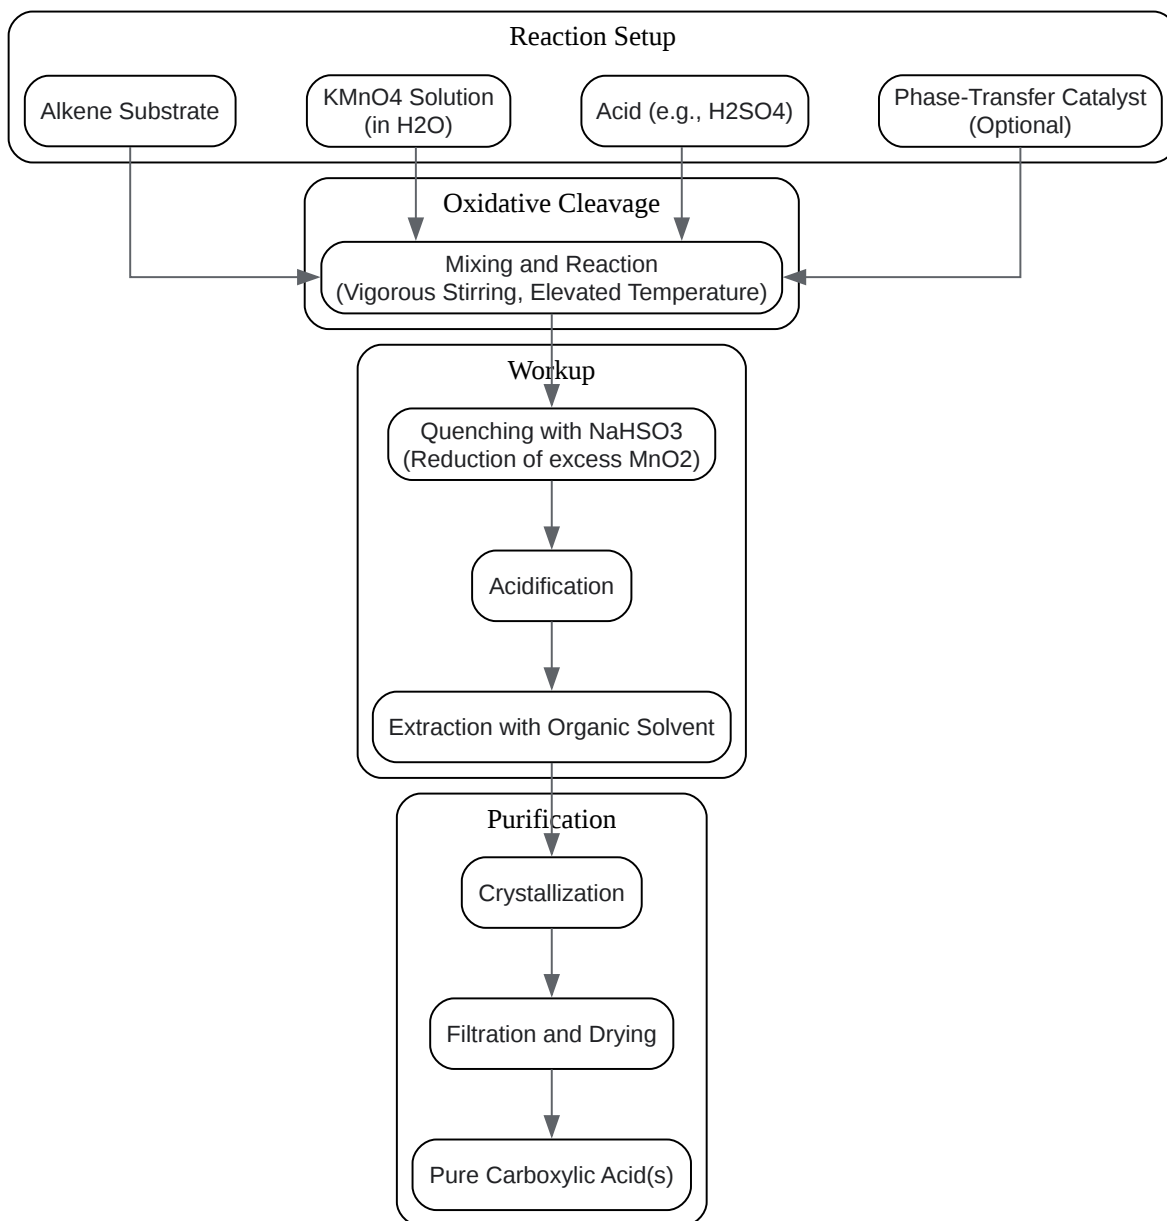 Reaction Setup
Alkene Substrate
KMnO4 Solution
(in H2O)
Acid (e.g., H2SO4)
Phase-Transfer Catalyst
(Optional)
Oxidative Cleavage
Mixing and Reaction
(Vigorous Stirring, Elevated Temperature)
Workup
Quenching with NaHSO3
(Reduction of excess MnO2)
Acidification
Extraction with Organic Solvent
Purification
Crystallization
Filtration and Drying
Pure Carboxylic Acid(s)